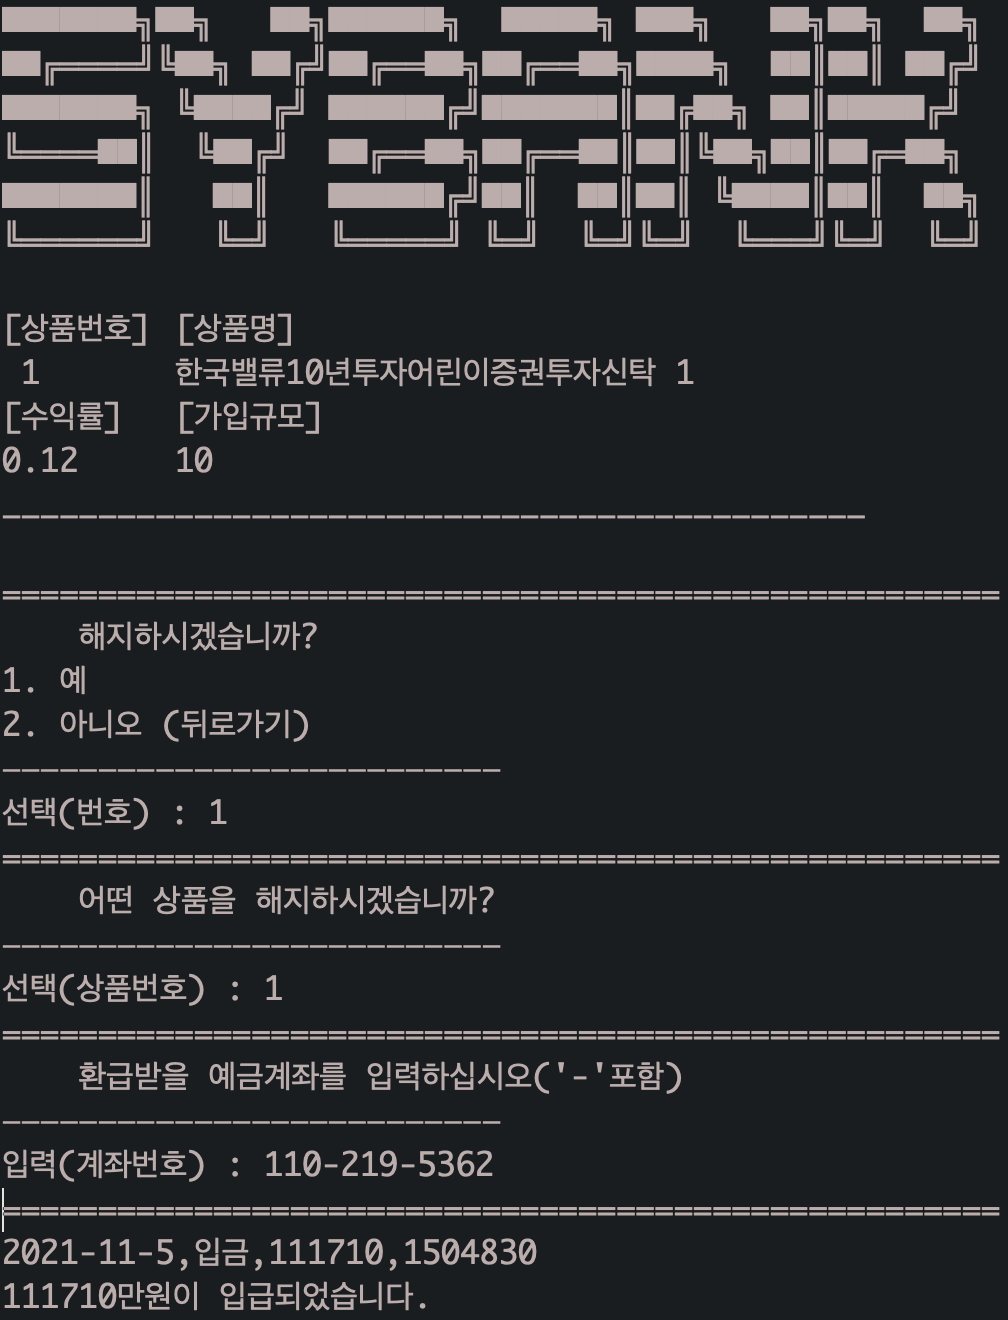 SYBANK
[상품번호] [상품명]
1 한국밸류10년투자어린이증권투자신탁 1
[수익률] [가입규모]
0.12 10
---------------------------------------------
====================================================
해지하시겠습니까?
1. 예
2. 아니오 (뒤로가기)
--------------------------
선택(번호) : 1
====================================================
어떤 상품을 해지하시겠습니까?
--------------------------
선택(상품번호) : 1
====================================================
환급받을 예금계좌를 입력하십시오('-'포함)
--------------------------
입력(계좌번호) : 110-219-5362
====================================================
2021-11-5,입금,111710,1504830
111710만원이 입급되었습니다.